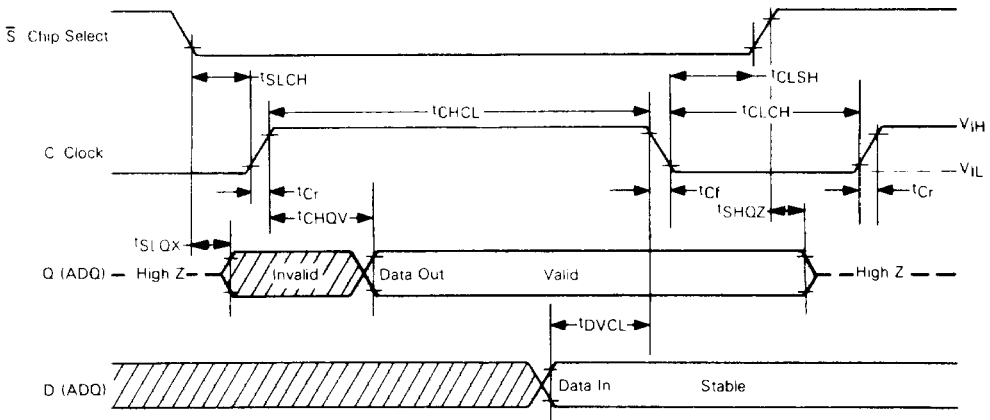 S̅ Chip Select
tSLCH
tCLSH
tCHCL
tCLCH
VIH
C Clock
VIL
tCr
tCf
tCr
tCHQV
tSHQZ
tSLQX
Q (ADQ) High Z Invalid Data Out Valid High Z
tDVCL
D (ADQ) Data In Stable